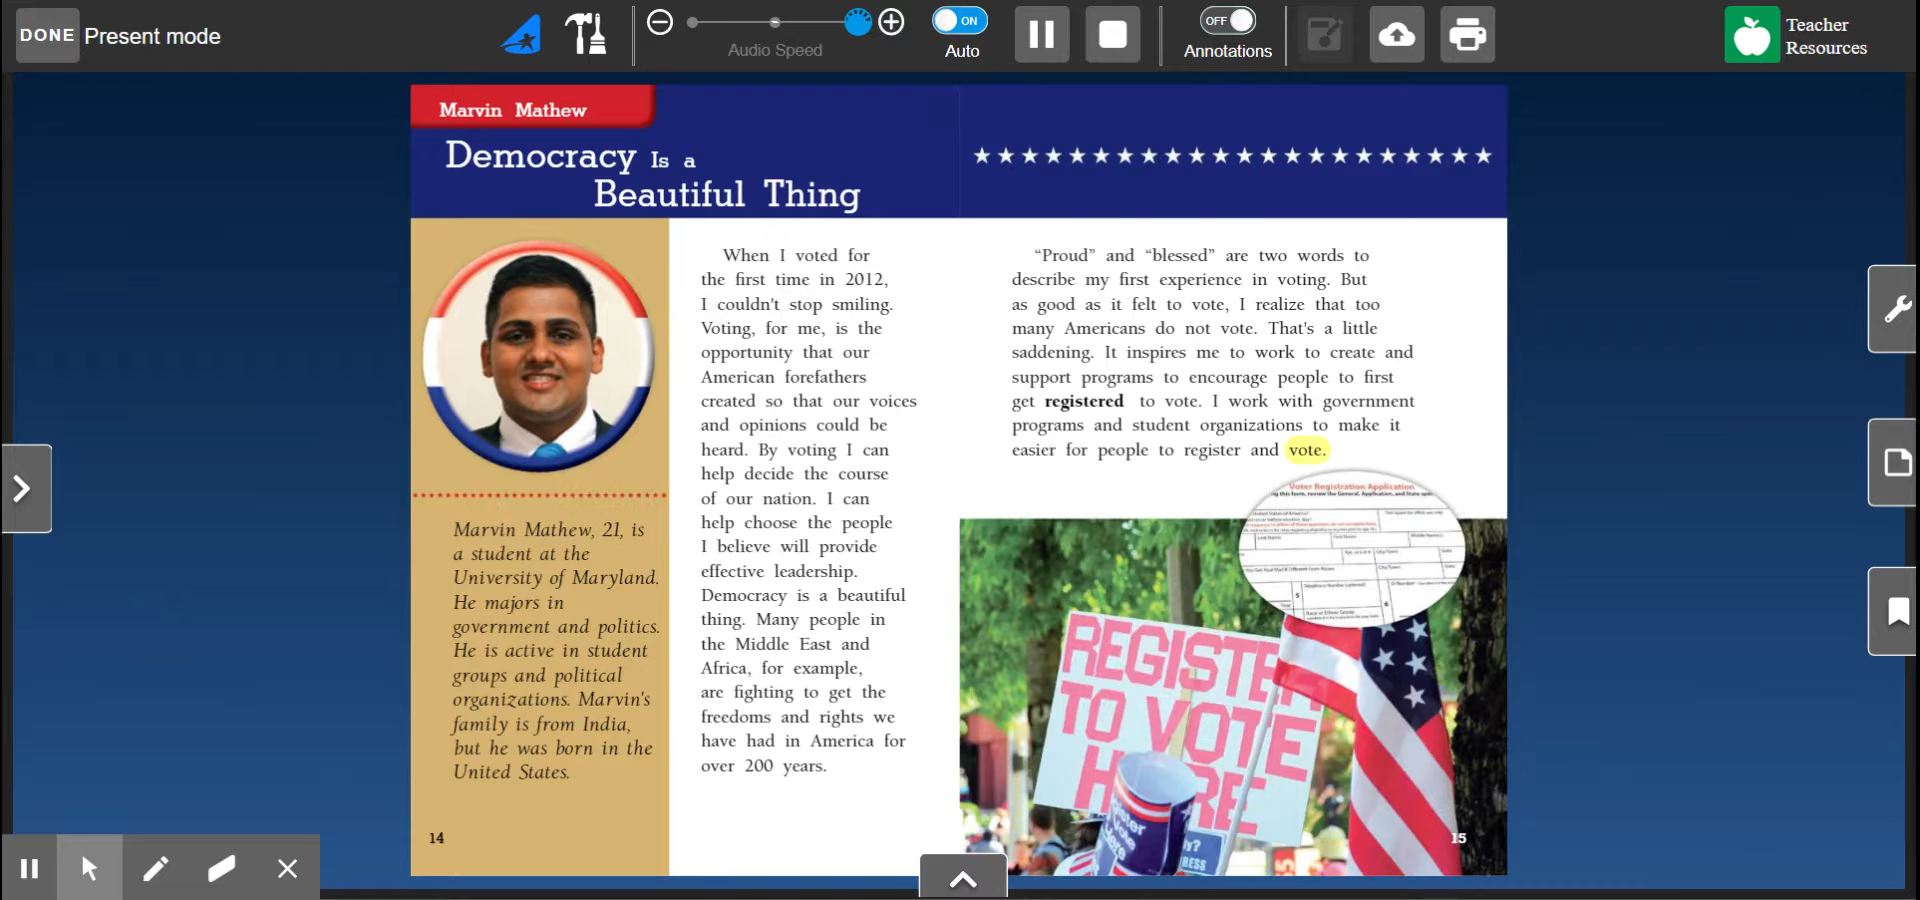 DONE Present mode
Audio Speed
ON
Auto
OFF
Annotations
Teacher
Resources
Marvin Mathew
Democracy Is a
Beautiful Thing
Marvin Mathew, 21, is
a student at the
University of Maryland.
He majors in
government and politics.
He is active in student
groups and political
organizations. Marvin's
family is from India,
but he was born in the
United States.
14
When I voted for
the first time in 2012,
I couldn't stop smiling.
Voting, for me, is the
opportunity that our
American forefathers
created so that our voices
and opinions could be
heard. By voting I can
help decide the course
of our nation. I can
help choose the people
I believe will provide
effective leadership.
Democracy is a beautiful
thing. Many people in
the Middle East and
Africa, for example,
are fighting to get the
freedoms and rights we
have had in America for
over 200 years.
“Proud” and “blessed” are two words to
describe my first experience in voting. But
as good as it felt to vote, I realize that too
many Americans do not vote. That's a little
saddening. It inspires me to work to create and
support programs to encourage people to first
get registered to vote. I work with government
programs and student organizations to make it
easier for people to register and vote.
Voter Registration Application
REGISTER
TO VOTE
HERE
15